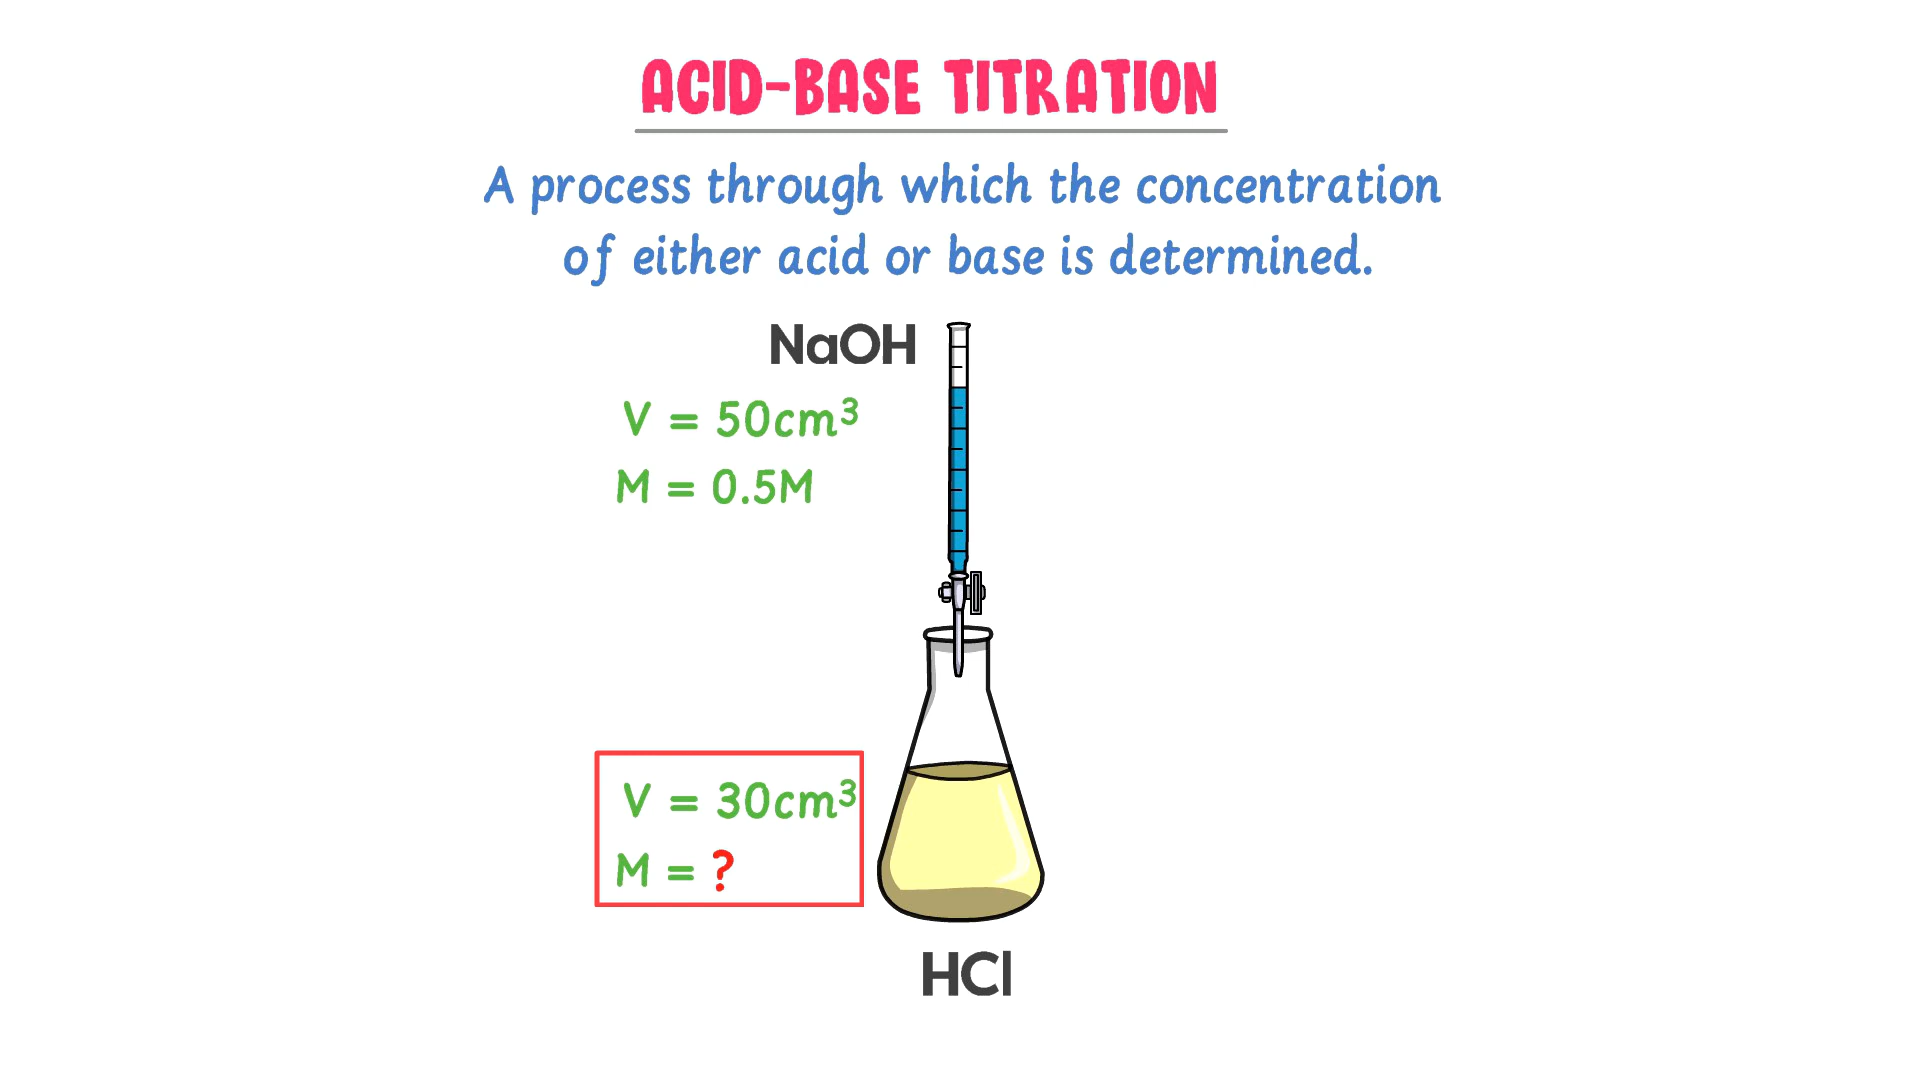 ACID-BASE TITRATION
A process through which the concentration
of either acid or base is determined.
NaOH
V = 50cm³
M = 0.5M
V = 30cm³
M = ?
HCl